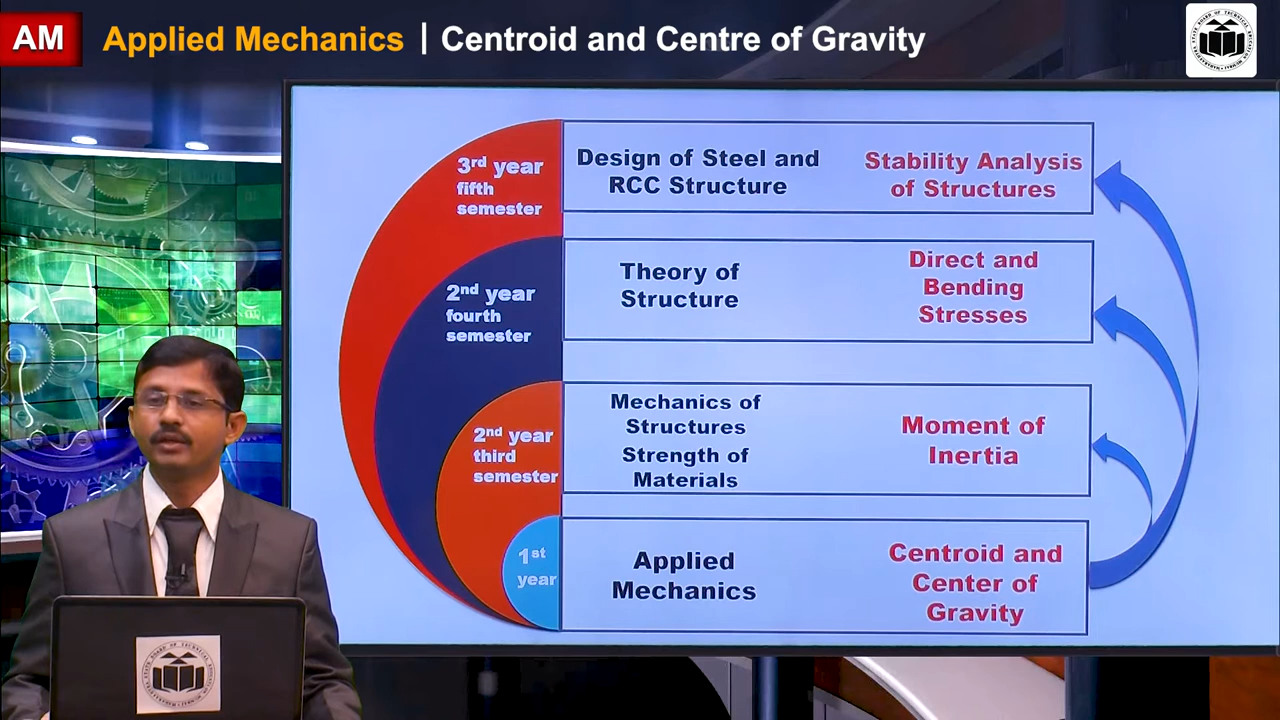 AM
Applied Mechanics | Centroid and Centre of Gravity
3rd year
fifth
semester
Design of Steel and
RCC Structure
Stability Analysis
of Structures
2nd year
fourth
semester
Theory of
Structure
Direct and
Bending
Stresses
2nd year
third
semester
Mechanics of
Structures
Strength of
Materials
Moment of
Inertia
1st
year
Applied
Mechanics
Centroid and
Center of
Gravity